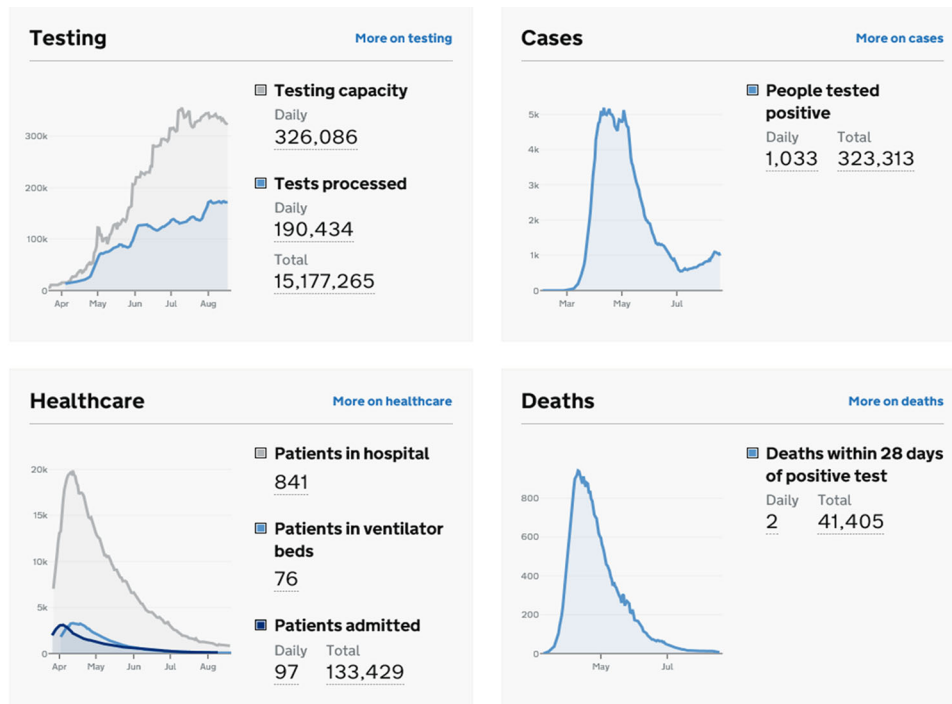 Testing
More on testing
300k
200k
100k
0
Apr May Jun Jul Aug
Testing capacity
Daily
326,086
Tests processed
Daily
190,434
Total
15,177,265
Cases
More on cases
5k
4k
3k
2k
1k
0
Mar May Jul
People tested
positive
Daily Total
1,033 323,313
Healthcare
More on healthcare
20k
15k
10k
5k
0
Apr May Jun Jul Aug
Patients in hospital
841
Patients in ventilator
beds
76
Patients admitted
Daily Total
97 133,429
Deaths
More on deaths
800
600
400
200
0
May Jul
Deaths within 28 days
of positive test
Daily Total
2 41,405